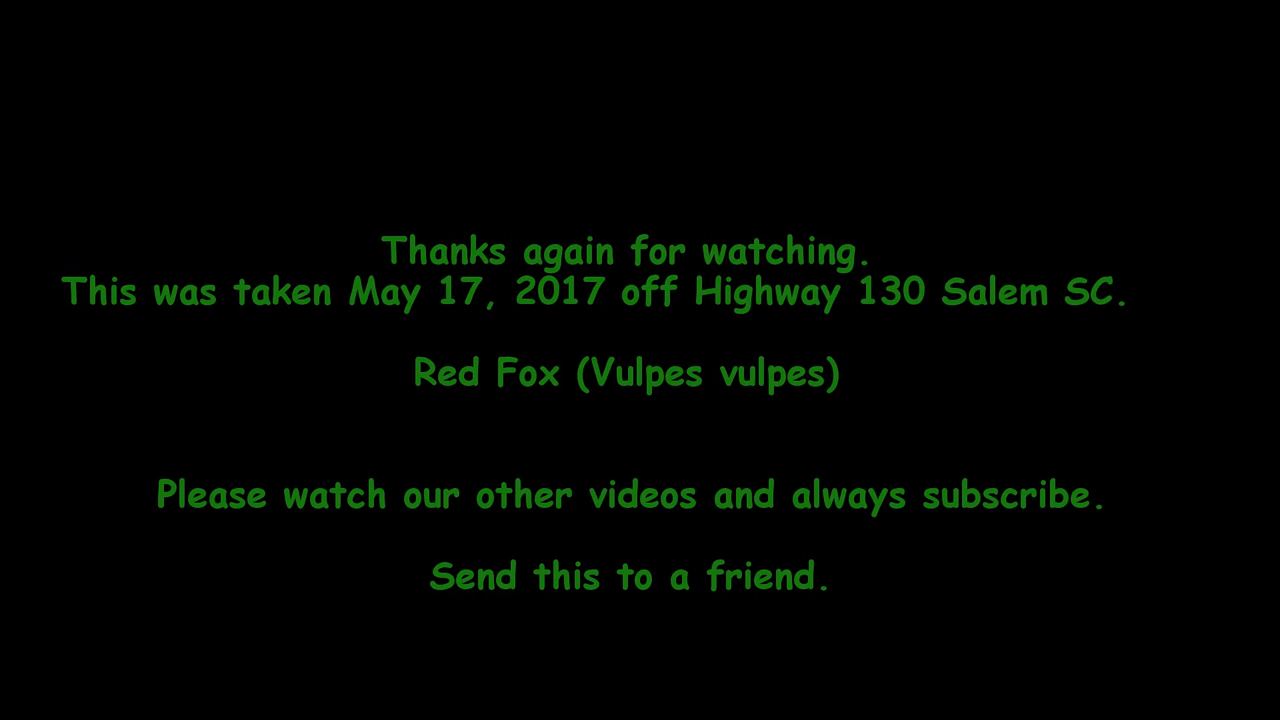 Thanks again for watching.
This was taken May 17, 2017 off Highway 130 Salem SC.
Red Fox (Vulpes vulpes)
Please watch our other videos and always subscribe.
Send this to a friend.